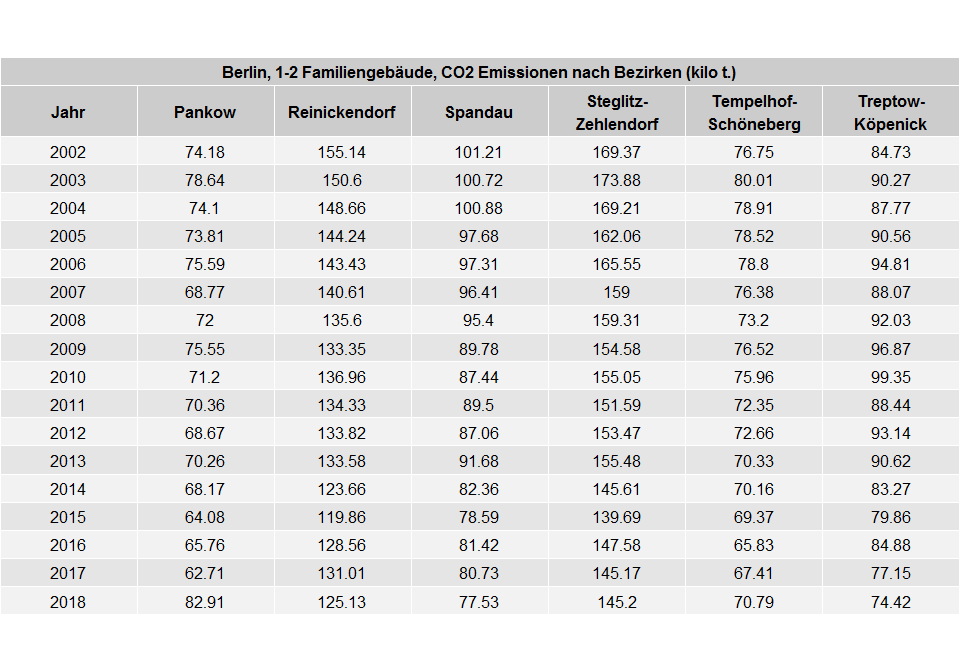 Berlin, 1-2 Familiengebäude, CO2 Emissionen nach Bezirken (kilo t.)
Jahr Pankow Reinickendorf Spandau Steglitz- Tempelhof- Treptow-
Zehlendorf Schöneberg Köpenick
2002 74.18 155.14 101.21 169.37 76.75 84.73
2003 78.64 150.6 100.72 173.88 80.01 90.27
2004 74.1 148.66 100.88 169.21 78.91 87.77
2005 73.81 144.24 97.68 162.06 78.52 90.56
2006 75.59 143.43 97.31 165.55 78.8 94.81
2007 68.77 140.61 96.41 159 76.38 88.07
2008 72 135.6 95.4 159.31 73.2 92.03
2009 75.55 133.35 89.78 154.58 76.52 96.87
2010 71.2 136.96 87.44 155.05 75.96 99.35
2011 70.36 134.33 89.5 151.59 72.35 88.44
2012 68.67 133.82 87.06 153.47 72.66 93.14
2013 70.26 133.58 91.68 155.48 70.33 90.62
2014 68.17 123.66 82.36 145.61 70.16 83.27
2015 64.08 119.86 78.59 139.69 69.37 79.86
2016 65.76 128.56 81.42 147.58 65.83 84.88
2017 62.71 131.01 80.73 145.17 67.41 77.15
2018 82.91 125.13 77.53 145.2 70.79 74.42